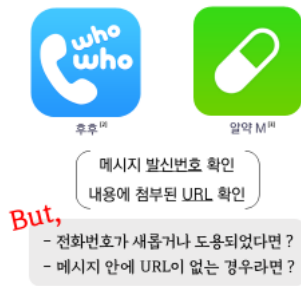 who
who
후후 [2]
알약 M [4]
메시지 발신번호 확인
내용에 첨부된 URL 확인
But,
- 전화번호가 새롭거나 도용되었다면 ?
- 메시지 안에 URL이 없는 경우라면 ?